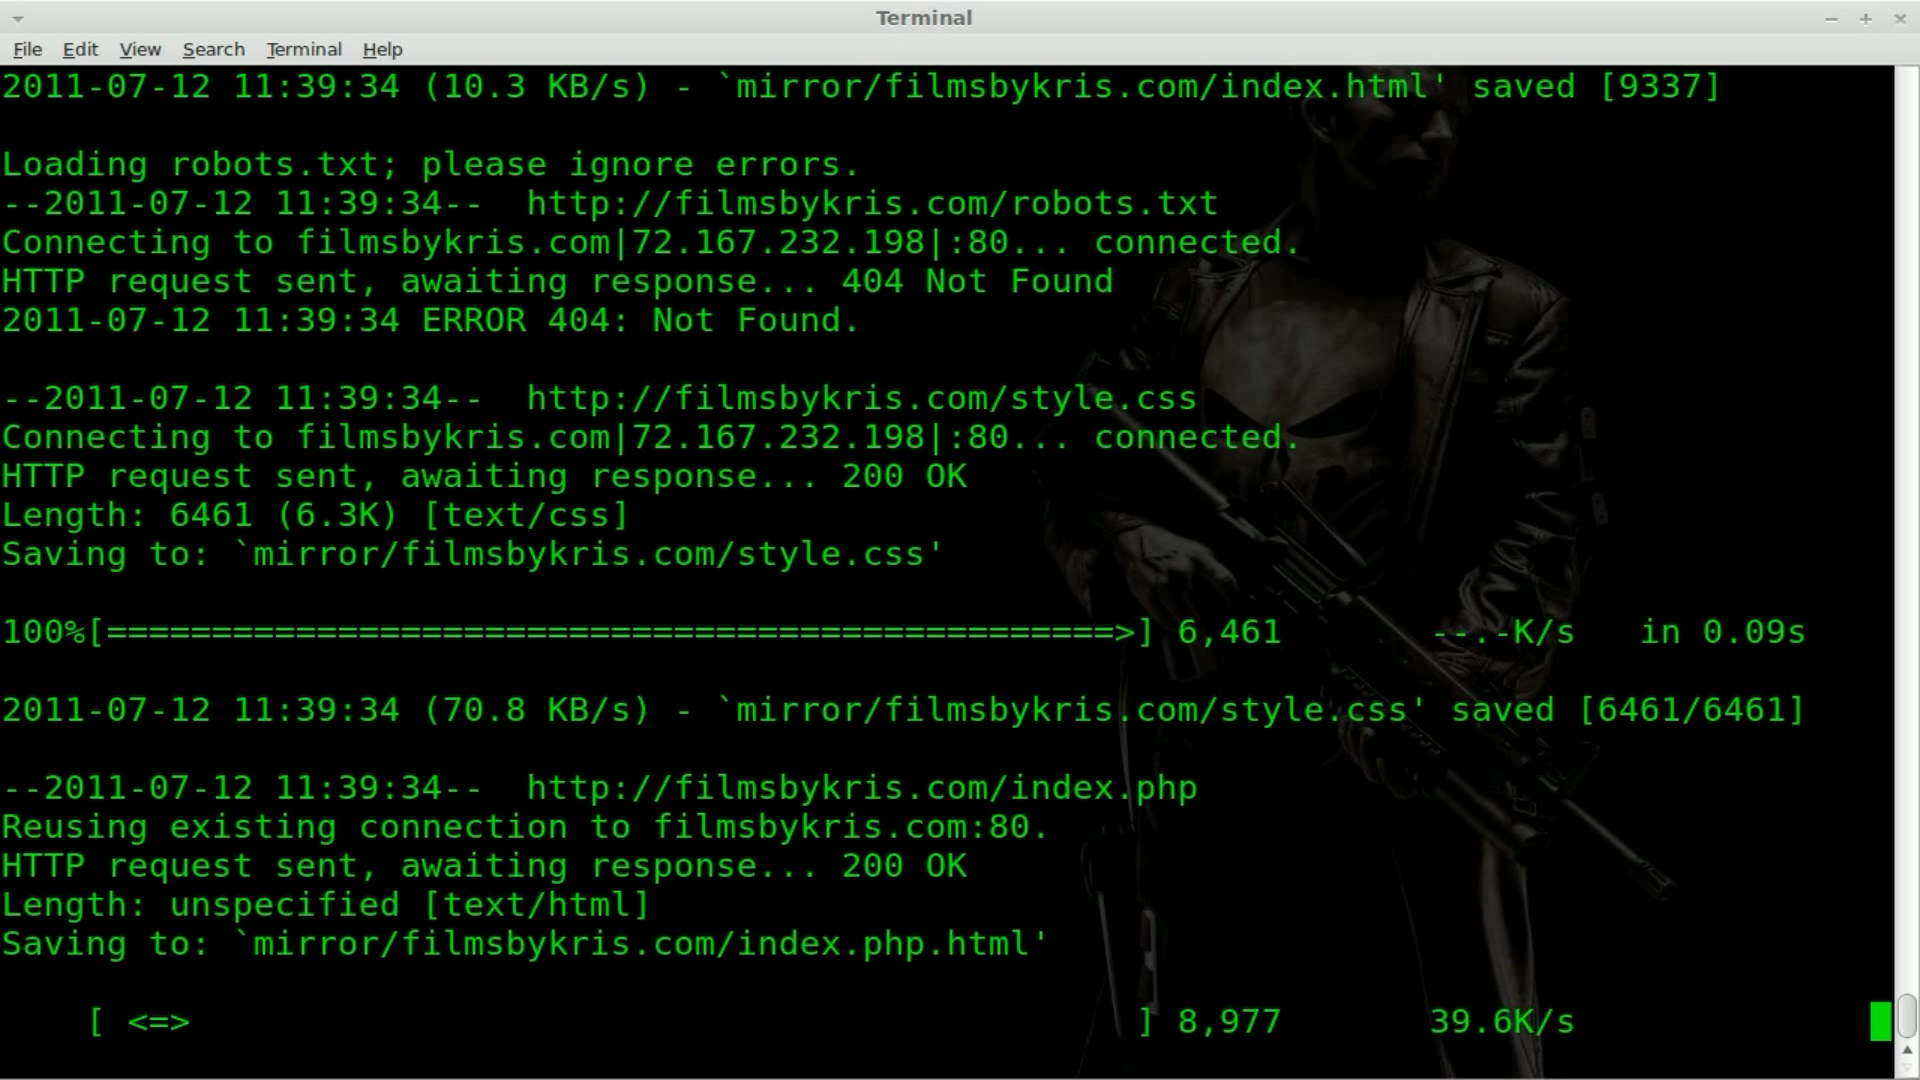 Terminal
File Edit View Search Terminal Help
2011-07-12 11:39:34 (10.3 KB/s) - `mirror/filmsbykris.com/index.html' saved [9337]
Loading robots.txt; please ignore errors.
--2011-07-12 11:39:34--  http://filmsbykris.com/robots.txt
Connecting to filmsbykris.com|72.167.232.198|:80... connected.
HTTP request sent, awaiting response... 404 Not Found
2011-07-12 11:39:34 ERROR 404: Not Found.
--2011-07-12 11:39:34--  http://filmsbykris.com/style.css
Connecting to filmsbykris.com|72.167.232.198|:80... connected.
HTTP request sent, awaiting response... 200 OK
Length: 6461 (6.3K) [text/css]
Saving to: `mirror/filmsbykris.com/style.css'
100%[================================================>] 6,461       --.-K/s   in 0.09s
2011-07-12 11:39:34 (70.8 KB/s) - `mirror/filmsbykris.com/style.css' saved [6461/6461]
--2011-07-12 11:39:34--  http://filmsbykris.com/index.php
Reusing existing connection to filmsbykris.com:80.
HTTP request sent, awaiting response... 200 OK
Length: unspecified [text/html]
Saving to: `mirror/filmsbykris.com/index.php.html'
[ <=>                                             ] 8,977       39.6K/s